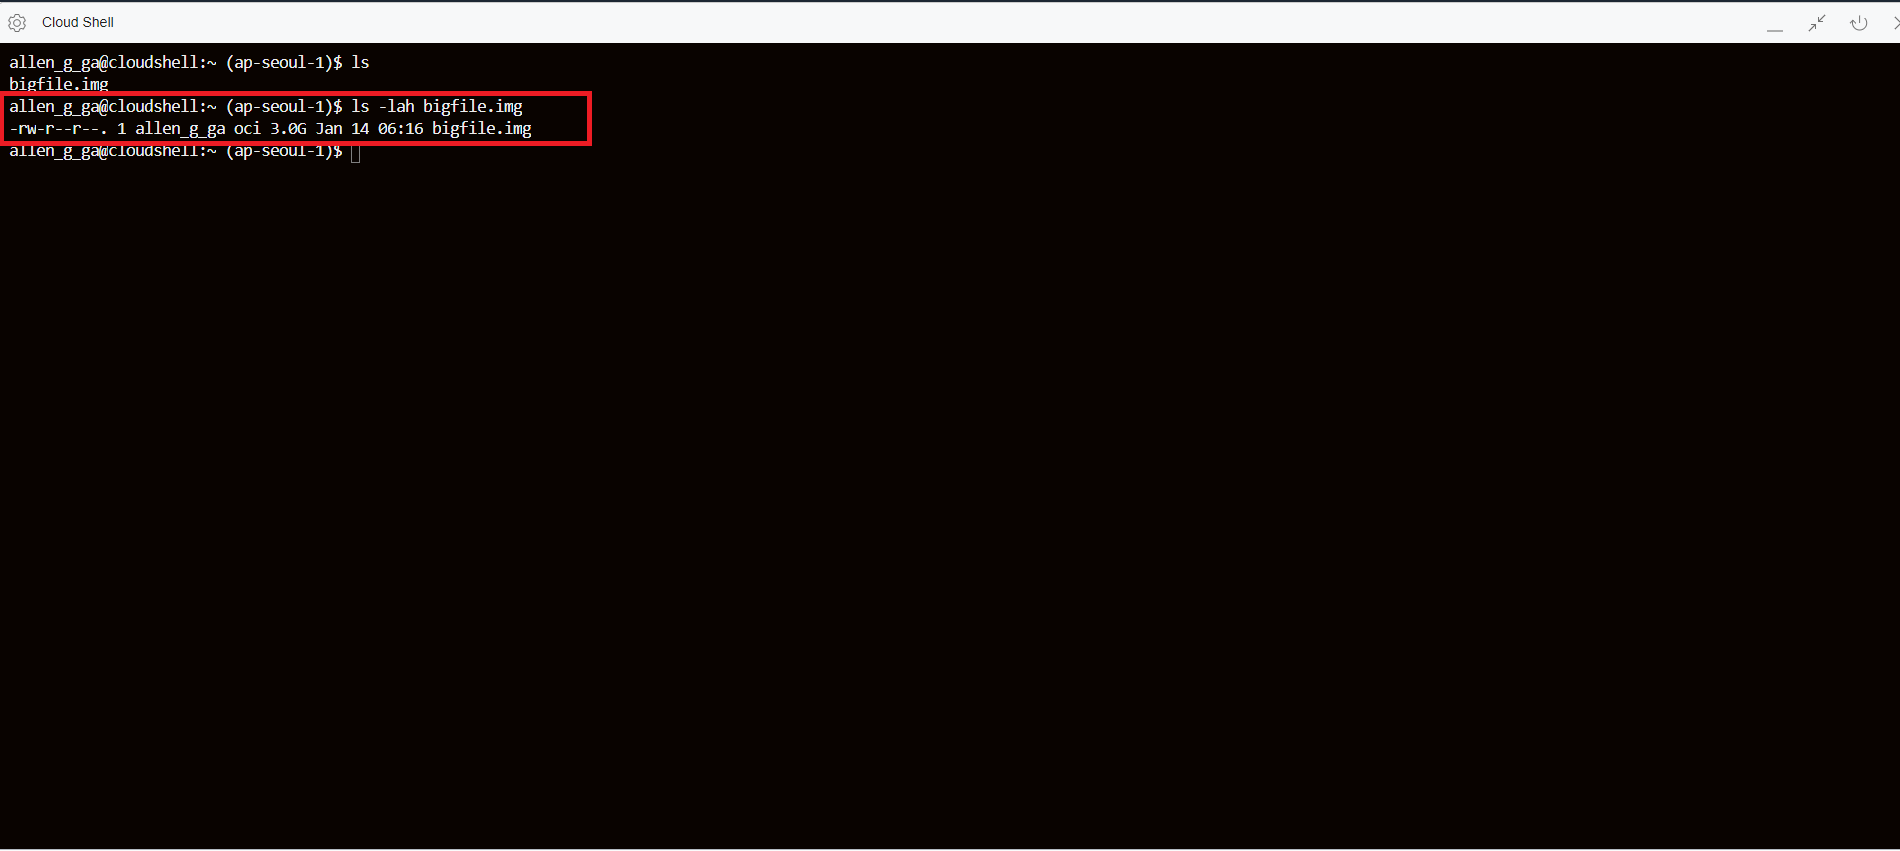 Cloud Shell
allen_g_ga@cloudshell:~ (ap-seoul-1)$ ls
bigfile.img
allen_g_ga@cloudshell:~ (ap-seoul-1)$ ls -lah bigfile.img
-rw-r--r--. 1 allen_g_ga oci 3.0G Jan 14 06:16 bigfile.img
allen_g_ga@cloudshell:~ (ap-seoul-1)$